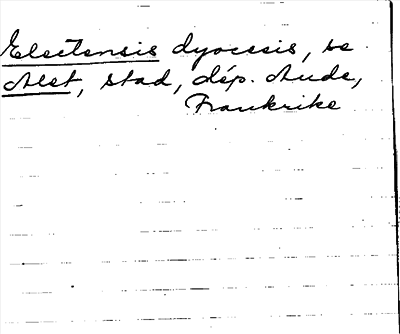 Electensis dyocesis, se
Alet, stad, dép. Aude,
Frankrike